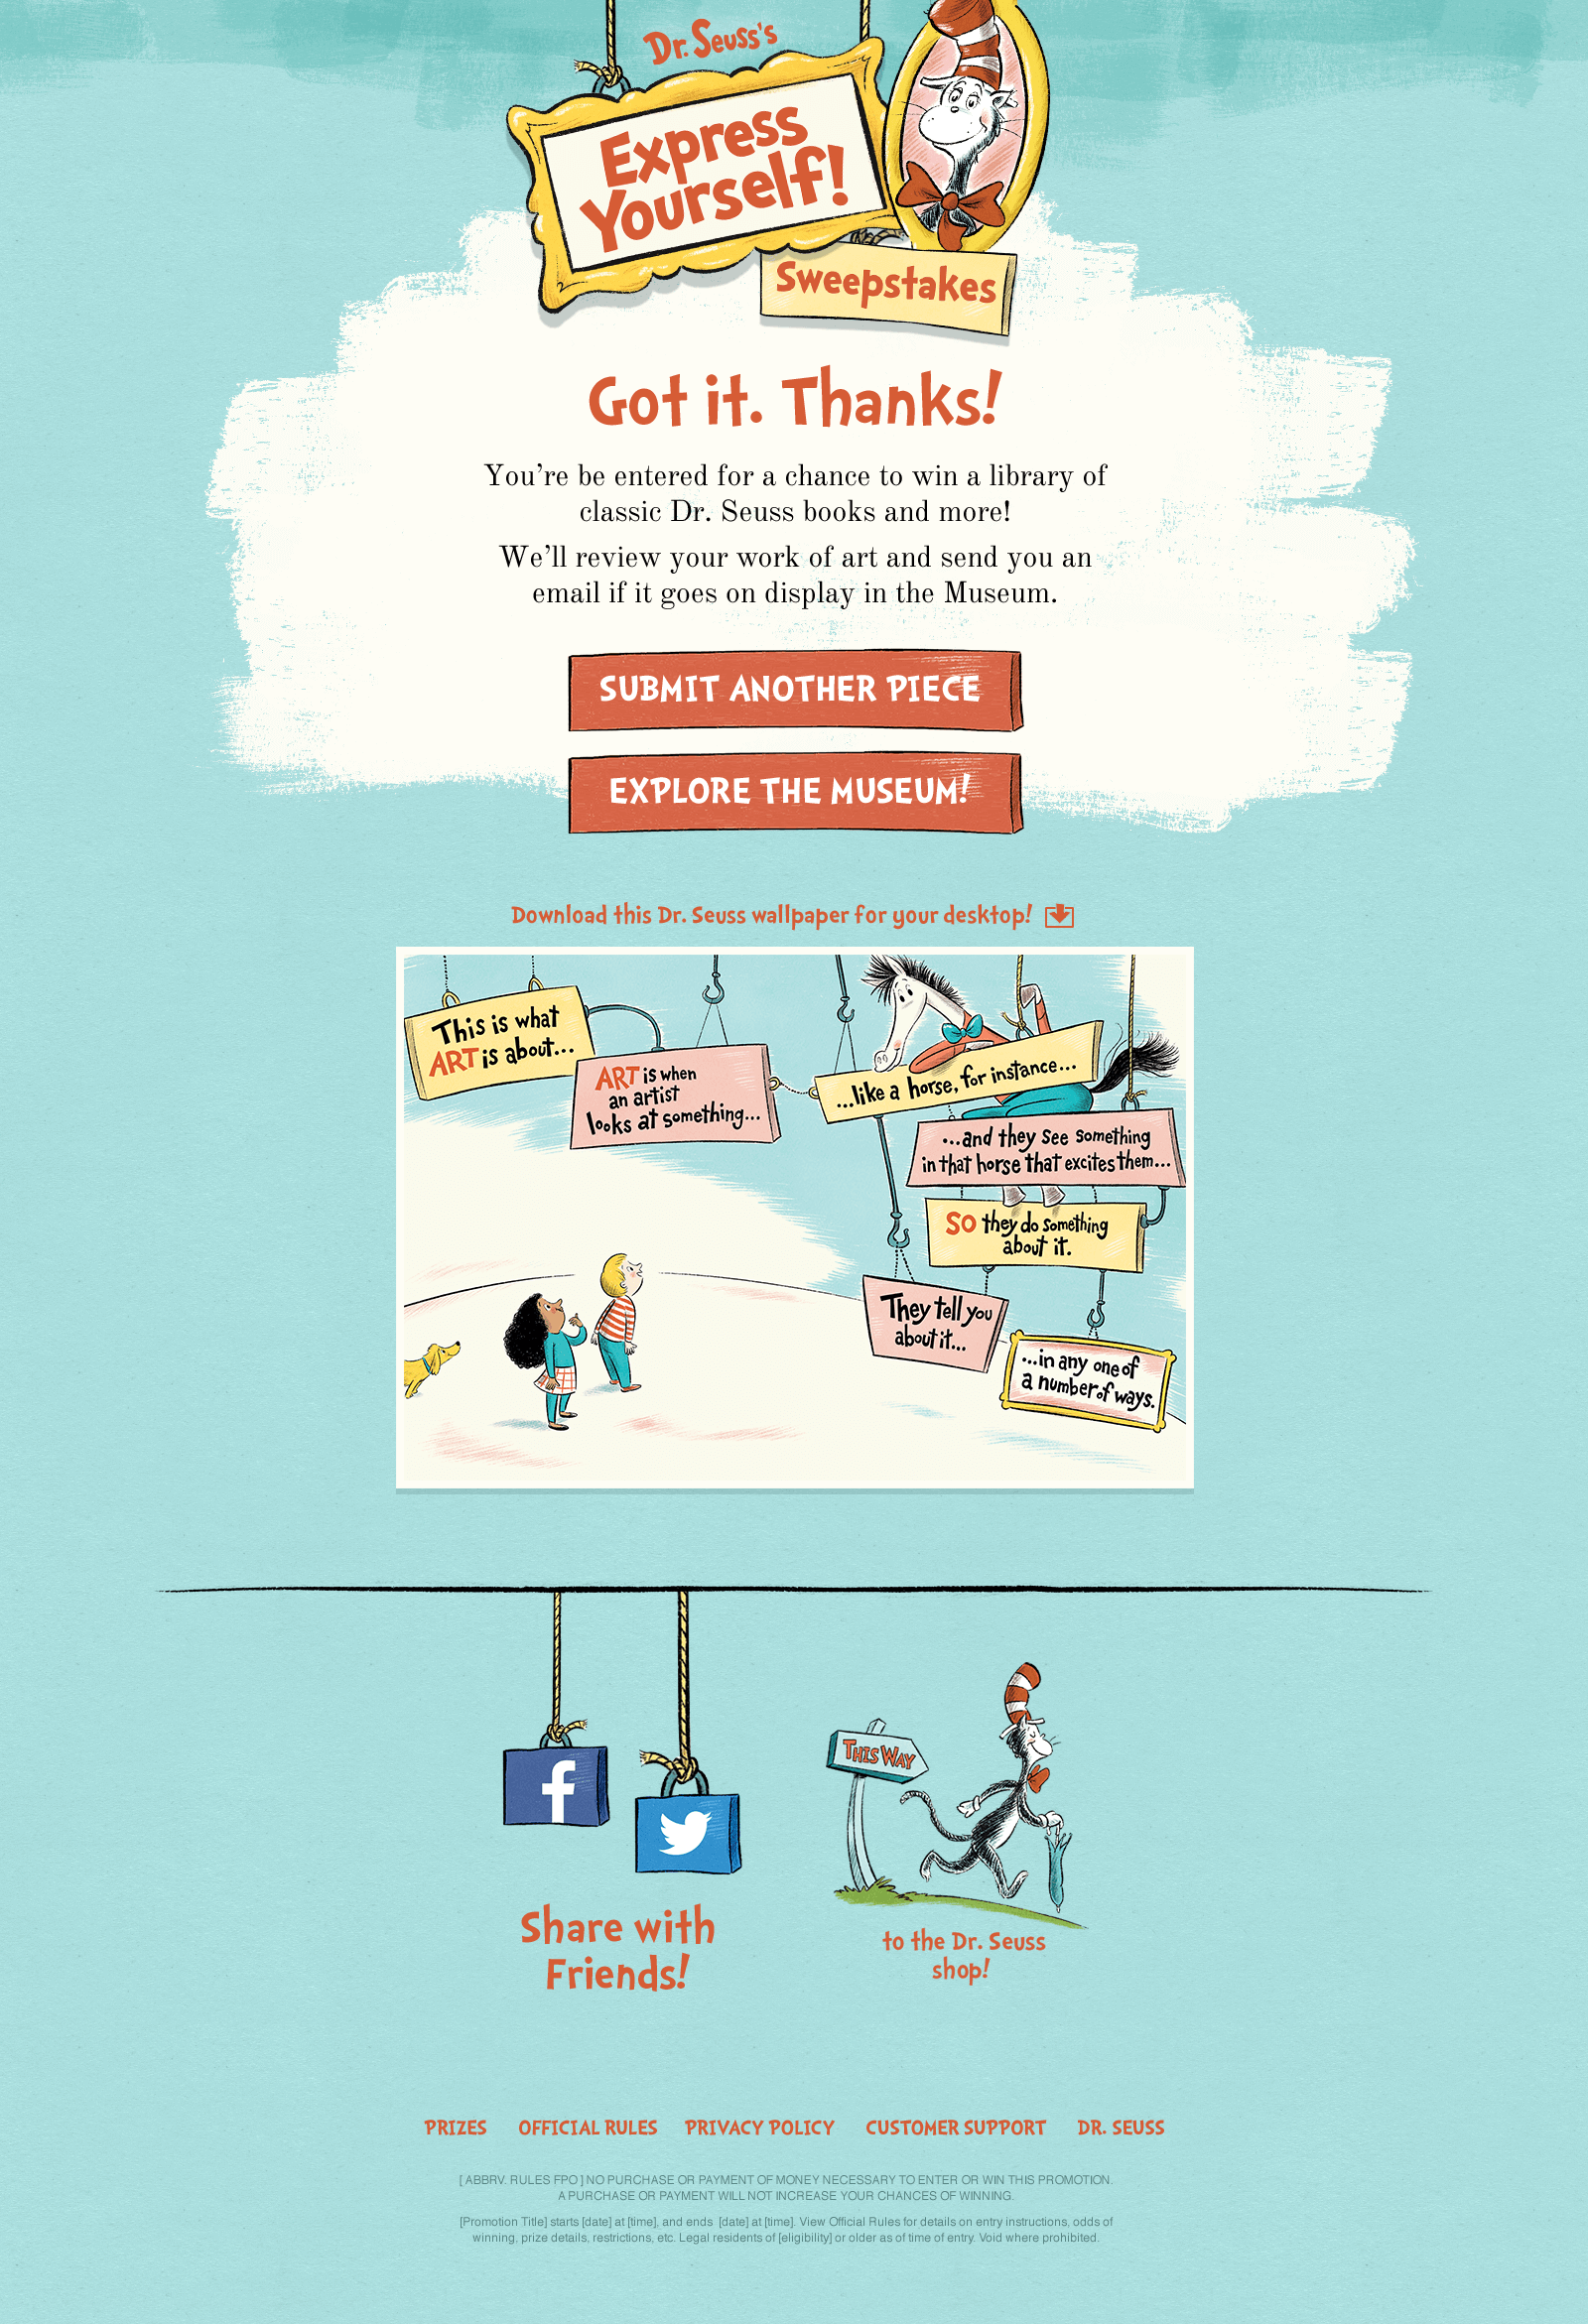 Dr. Seuss's
Express
Yourself!
Sweepstakes
Got it. Thanks!
You're be entered for a chance to win a library of
classic Dr. Seuss books and more!
We'll review your work of art and send you an
email if it goes on display in the Museum.
SUBMIT ANOTHER PIECE
EXPLORE THE MUSEUM!
Download this Dr. Seuss wallpaper for your desktop!
This is what
ART is about...
ART is when
an artist
looks at something...
...like a horse, for instance...
...and they see something
in that horse that excites them...
SO they do something
about it.
They tell you
about it...
...in any one of
a number of ways.
f
THIS WAY
Share with
Friends!
to the Dr. Seuss
shop!
PRIZES OFFICIAL RULES PRIVACY POLICY CUSTOMER SUPPORT DR. SEUSS
[ ABBRV. RULES FPO ] NO PURCHASE OR PAYMENT OF MONEY NECESSARY TO ENTER OR WIN THIS PROMOTION.
A PURCHASE OR PAYMENT WILL NOT INCREASE YOUR CHANCES OF WINNING.
[Promotion Title] starts [date] at [time], and ends [date] at [time]. View Official Rules for details on entry instructions, odds of
winning, prize details, restrictions, etc. Legal residents of [eligibility] or older as of time of entry. Void where prohibited.